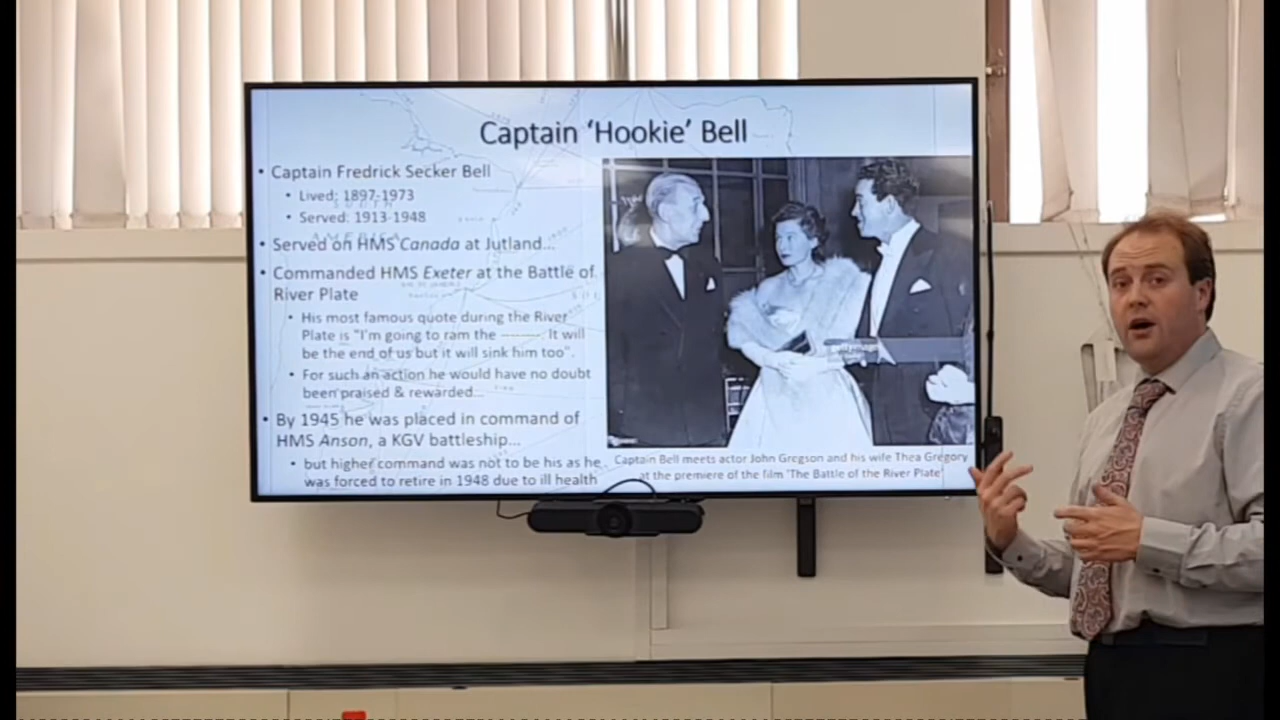 Captain ‘Hookie’ Bell
• Captain Fredrick Secker Bell
• Lived: 1897-1973
• Served: 1913-1948
• Served on HMS Canada at Jutland…
• Commanded HMS Exeter at the Battle of
River Plate
• His most famous quote during the River
Plate is "I'm going to ram the ---------. It will
be the end of us but it will sink him too".
• For such an action he would have no doubt
been praised & rewarded…
• By 1945 he was placed in command of
HMS Anson, a KGV battleship…
• but higher command was not to be his as he
was forced to retire in 1948 due to ill health
Captain Bell meets actor John Gregson and his wife Thea Gregory
at the premiere of the film 'The Battle of the River Plate'
SOUTH
AMERICA
gettyimages